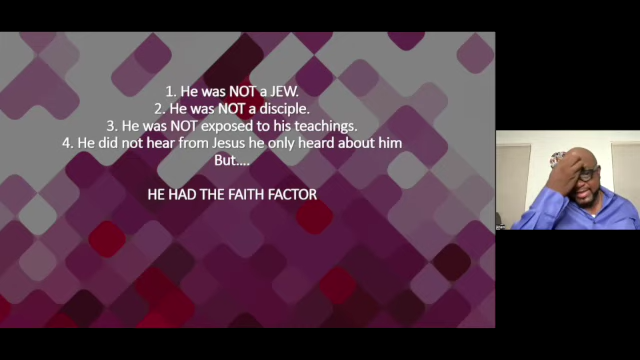 1. He was NOT a JEW.
2. He was NOT a disciple.
3. He was NOT exposed to his teachings.
4. He did not hear from Jesus he only heard about him
But....
HE HAD THE FAITH FACTOR